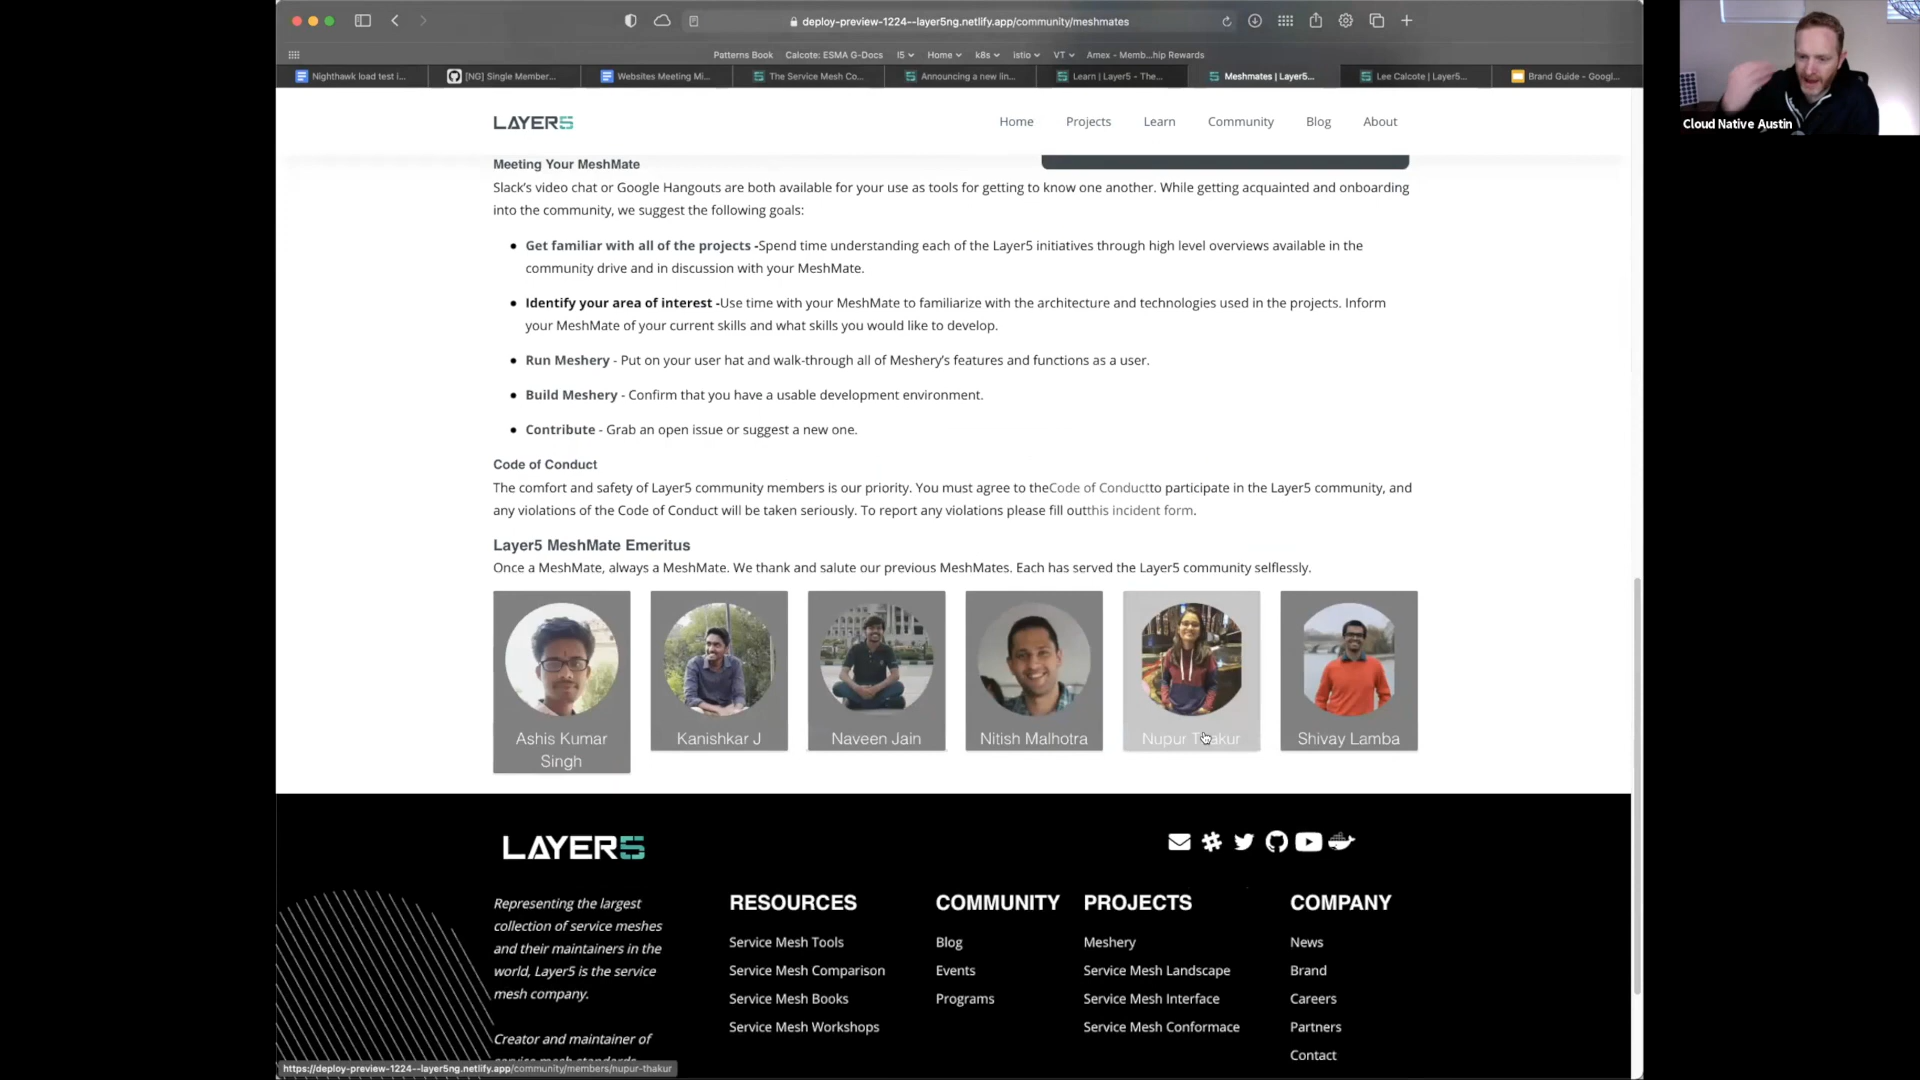 deploy-preview-1224--layer5ng.netlify.app/community/meshmates
Patterns Book Calcote: ESMA G-Docs l5 Home k8s istio VT Amex - Memb...hip Rewards
Nighthawk load test i... [NG] Single Member... Websites Meeting Mi... The Service Mesh Co... Announcing a new lin... Learn | Layer5 - The... Meshmates | Layer5... Lee Calcote | Layer5... Brand Guide - Googl...
Cloud Native Austin
LAYER5 Home Projects Learn Community Blog About
Meeting Your MeshMate
Slack's video chat or Google Hangouts are both available for your use as tools for getting to know one another. While getting acquainted and onboarding
into the community, we suggest the following goals:
Get familiar with all of the projects -Spend time understanding each of the Layer5 initiatives through high level overviews available in the
community drive and in discussion with your MeshMate.
Identify your area of interest -Use time with your MeshMate to familiarize with the architecture and technologies used in the projects. Inform
your MeshMate of your current skills and what skills you would like to develop.
Run Meshery - Put on your user hat and walk-through all of Meshery's features and functions as a user.
Build Meshery - Confirm that you have a usable development environment.
Contribute - Grab an open issue or suggest a new one.
Code of Conduct
The comfort and safety of Layer5 community members is our priority. You must agree to theCode of Conductto participate in the Layer5 community, and
any violations of the Code of Conduct will be taken seriously. To report any violations please fill outthis incident form.
Layer5 MeshMate Emeritus
Once a MeshMate, always a MeshMate. We thank and salute our previous MeshMates. Each has served the Layer5 community selflessly.
Ashis Kumar
Singh
Kanishkar J
Naveen Jain
Nitish Malhotra
Nupur Thakur
Shivay Lamba
LAYER5
Representing the largest
collection of service meshes
and their maintainers in the
world, Layer5 is the service
mesh company.
Creator and maintainer of
service mesh standards
RESOURCES
Service Mesh Tools
Service Mesh Comparison
Service Mesh Books
Service Mesh Workshops
COMMUNITY
Blog
Events
Programs
PROJECTS
Meshery
Service Mesh Landscape
Service Mesh Interface
Service Mesh Conformace
COMPANY
News
Brand
Careers
Partners
Contact
https://deploy-preview-1224--layer5ng.netlify.app/community/members/nupur-thakur